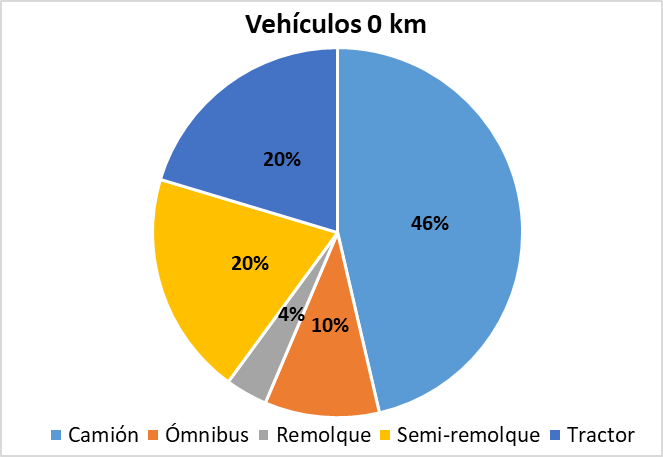 Vehículos 0 km
20%
46%
20%
4%
10%
Camión Ómnibus Remolque Semi-remolque Tractor